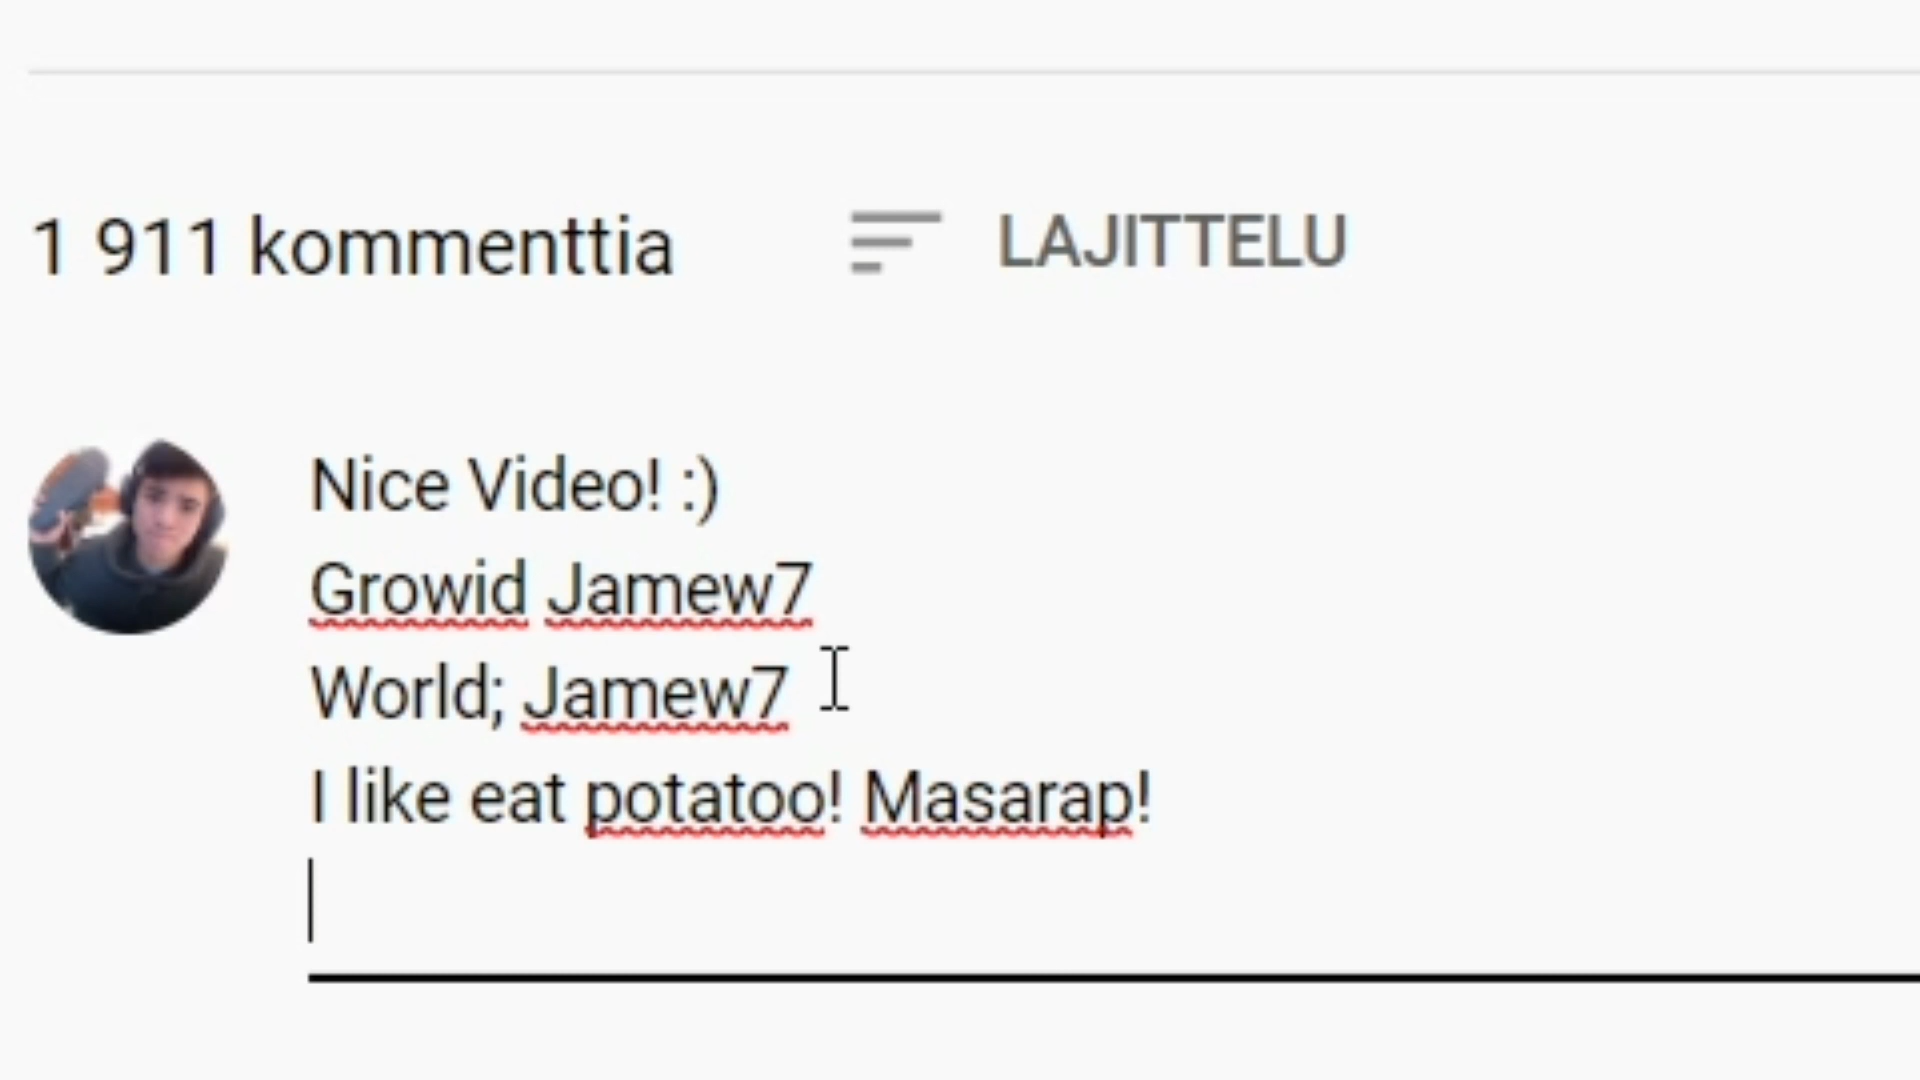 1 911 kommenttia
LAJITTELU
Nice Video! :)
Growid Jamew7
World; Jamew7
I like eat potatoo! Masarap!